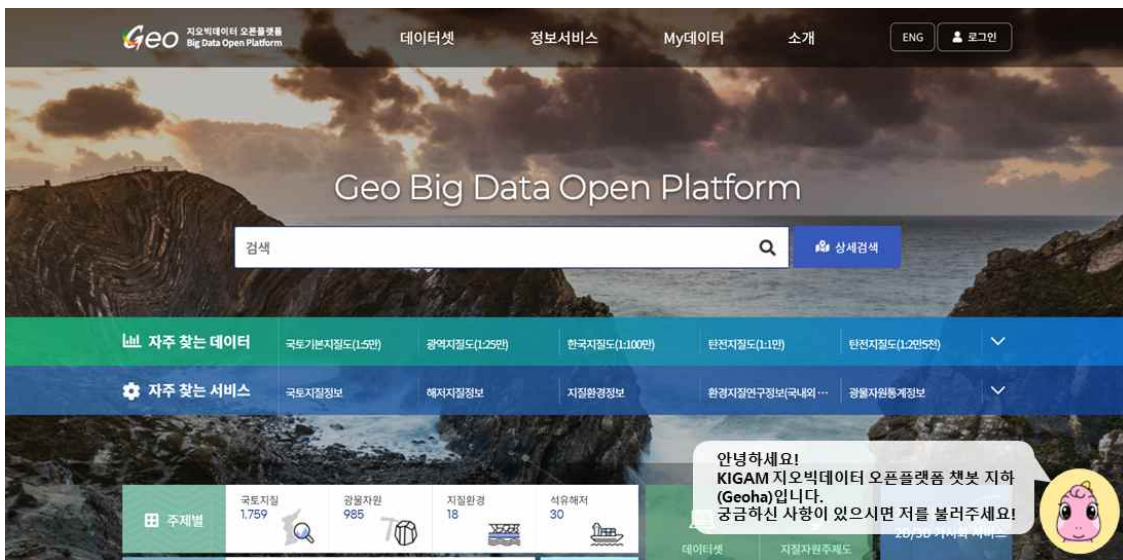 Geo 지오빅데이터 오픈플랫폼
Big Data Open Platform
데이터셋 정보서비스 My데이터 소개 ENG 로그인
Geo Big Data Open Platform
검색 상세검색
자주 찾는 데이터 국토기본지질도(1:5만) 광역지질도(1:25만) 한국지질도(1:100만) 탄전지질도(1:1만) 탄전지질도(1:2만5천)
자주 찾는 서비스 국토지질정보 해저지질정보 지질환경정보 환경지질연구정보(국내외 … 광물자원통계정보
안녕하세요!
KIGAM 지오빅데이터 오픈플랫폼 챗봇 지하
(Geoha)입니다.
궁금하신 사항이 있으시면 저를 불러주세요!
주제별
국토지질 광물자원 지질환경 석유해저
1,759 985 18 30
데이터셋 지질자원주제도 2D/3D 가시화 서비스